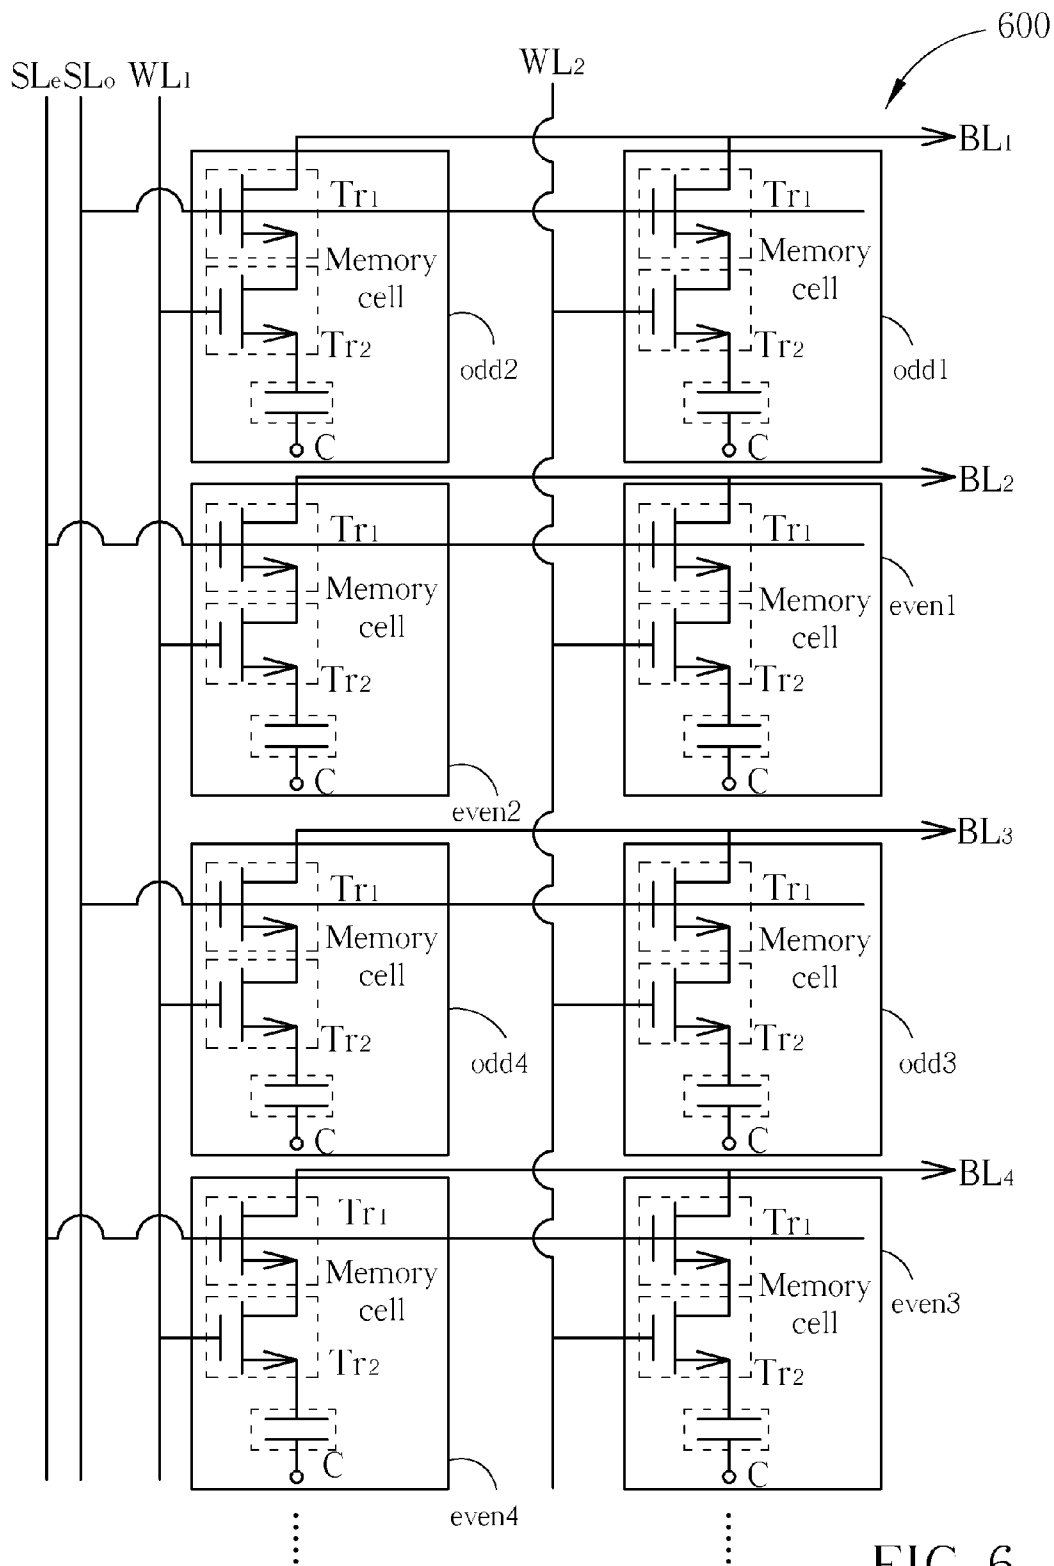 600
SLe SLo WL1 WL2
BL1
Tr1 Tr1
Memory cell Memory cell
Tr2 Tr2
odd2 odd1
C C
BL2
Tr1 Tr1
Memory cell Memory cell
even1
Tr2 Tr2
C C
even2
BL3
Tr1 Tr1
Memory cell Memory cell
Tr2 Tr2
odd4 odd3
C C
BL4
Tr1 Tr1
Memory cell Memory cell
even3
Tr2 Tr2
C C
even4
FIG. 6